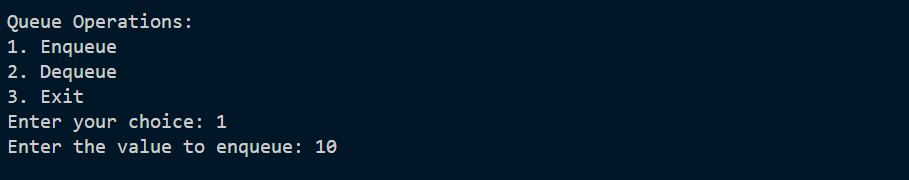 Queue Operations:
1. Enqueue
2. Dequeue
3. Exit
Enter your choice: 1
Enter the value to enqueue: 10